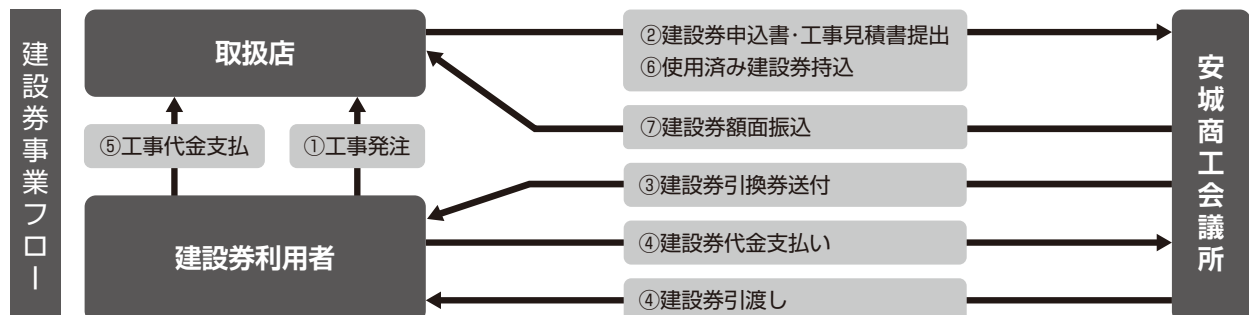 建設券事業フロー
取扱店
②建設券申込書・工事見積書提出
⑥使用済み建設券持込
⑦建設券額面振込
⑤工事代金支払
①工事発注
③建設券引換券送付
建設券利用者
④建設券代金支払い
④建設券引渡し
安城商工会議所